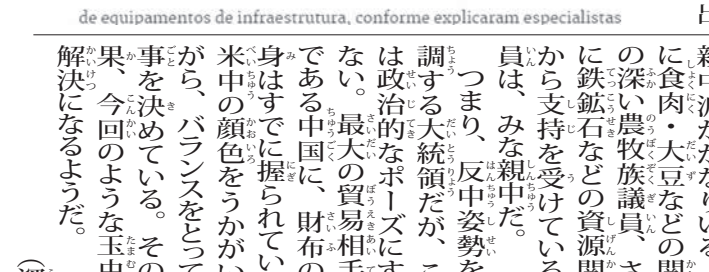 de equipamentos de infraestrutura, conforme explicaram especialistas
に食肉・大豆などの
の深い農牧族議員、さ
に鉄鉱石などの資源開
から支持を受けている
員は、みな親中だ。
つまり、反中姿勢を
調する大統領だが、こ
は政治的なポーズにす
ない。最大の貿易相手
である中国に、財布の
身はすでに握られてい
米中の顔色をうかがい
がら、バランスをとって
事を決めている。その
果、今回のような玉虫
解決になるようだ。